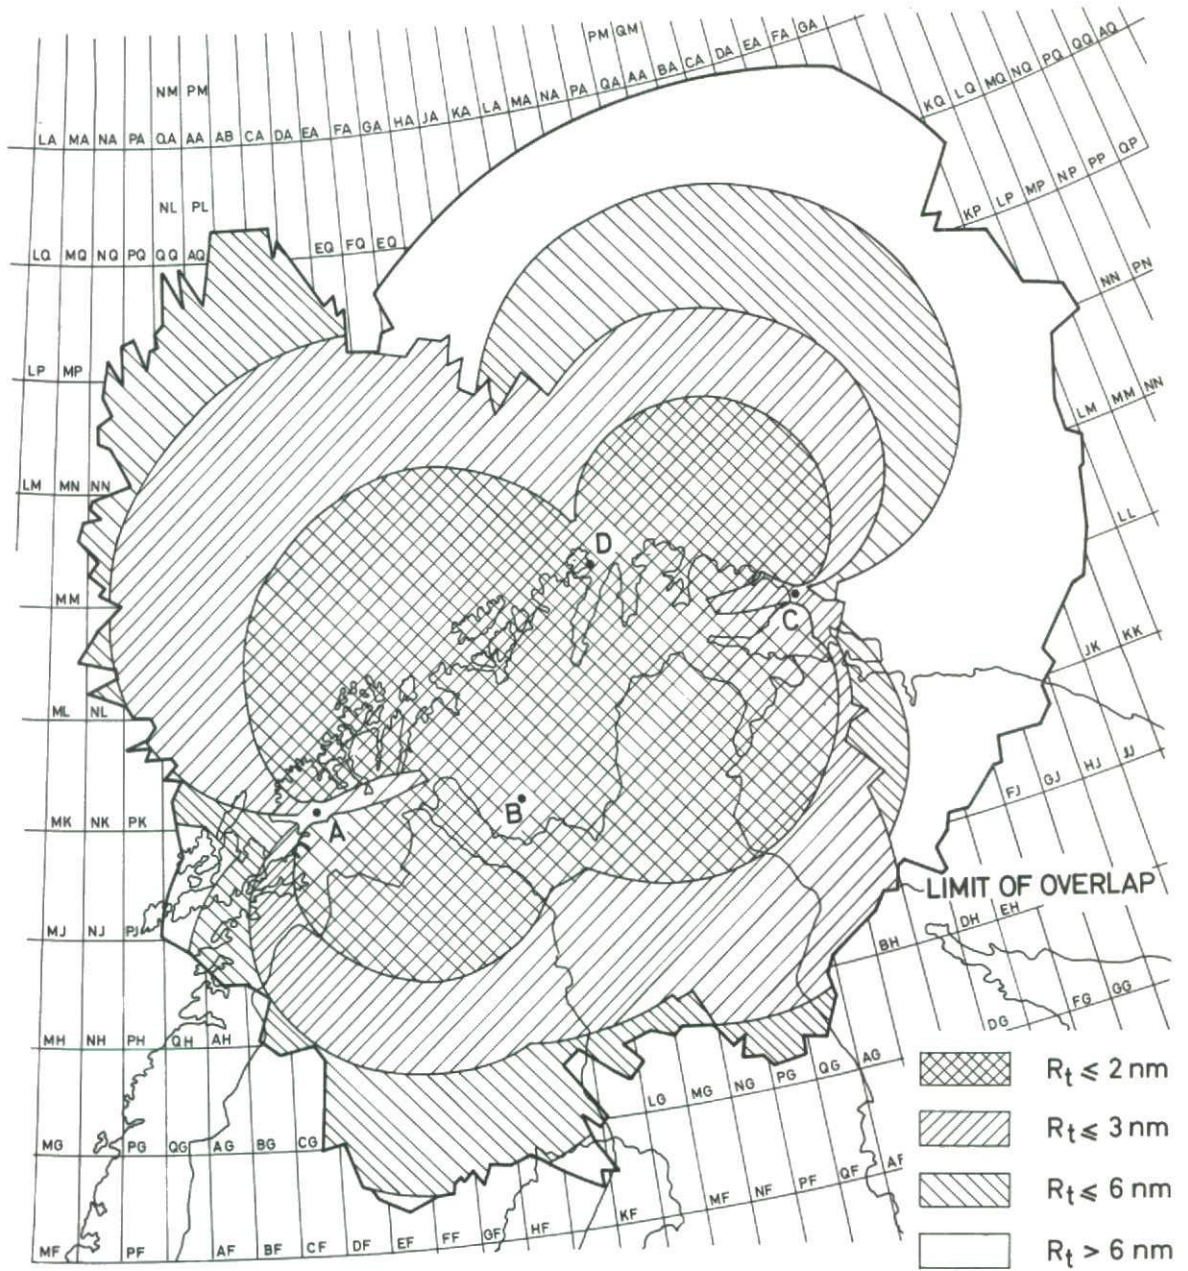 PM QM
AA BA CA DA EA FA GA
NM PM
LA MA NA PA QA AA AB CA DA EA FA GA HA JA KA LA MA NA PA QA
KQ LQ MQ NQ PQ QQ AQ
NL PL
KP LP MP NP PP QP
LQ MQ NQ PQ QQ AQ
EQ FQ EQ
NN PN
LP MP
LM MM NN
LM MN NN
LL
D
MM
C
JK KK
ML NL
FJ GJ HJ JJ
B
A
MK NK PK
LIMIT OF OVERLAP
DH EH
MJ NJ PJ
BH
DG FG GG
MH NH PH QH AH
AG
LG MG NG PG QG
Rt ⩽ 2 nm
Rt ⩽ 3 nm
MG PG QG AG BG CG
MF NF PF QF AF
Rt ⩽ 6 nm
MF PF AF BF CF DF EF FF GF HF KF
Rt > 6 nm